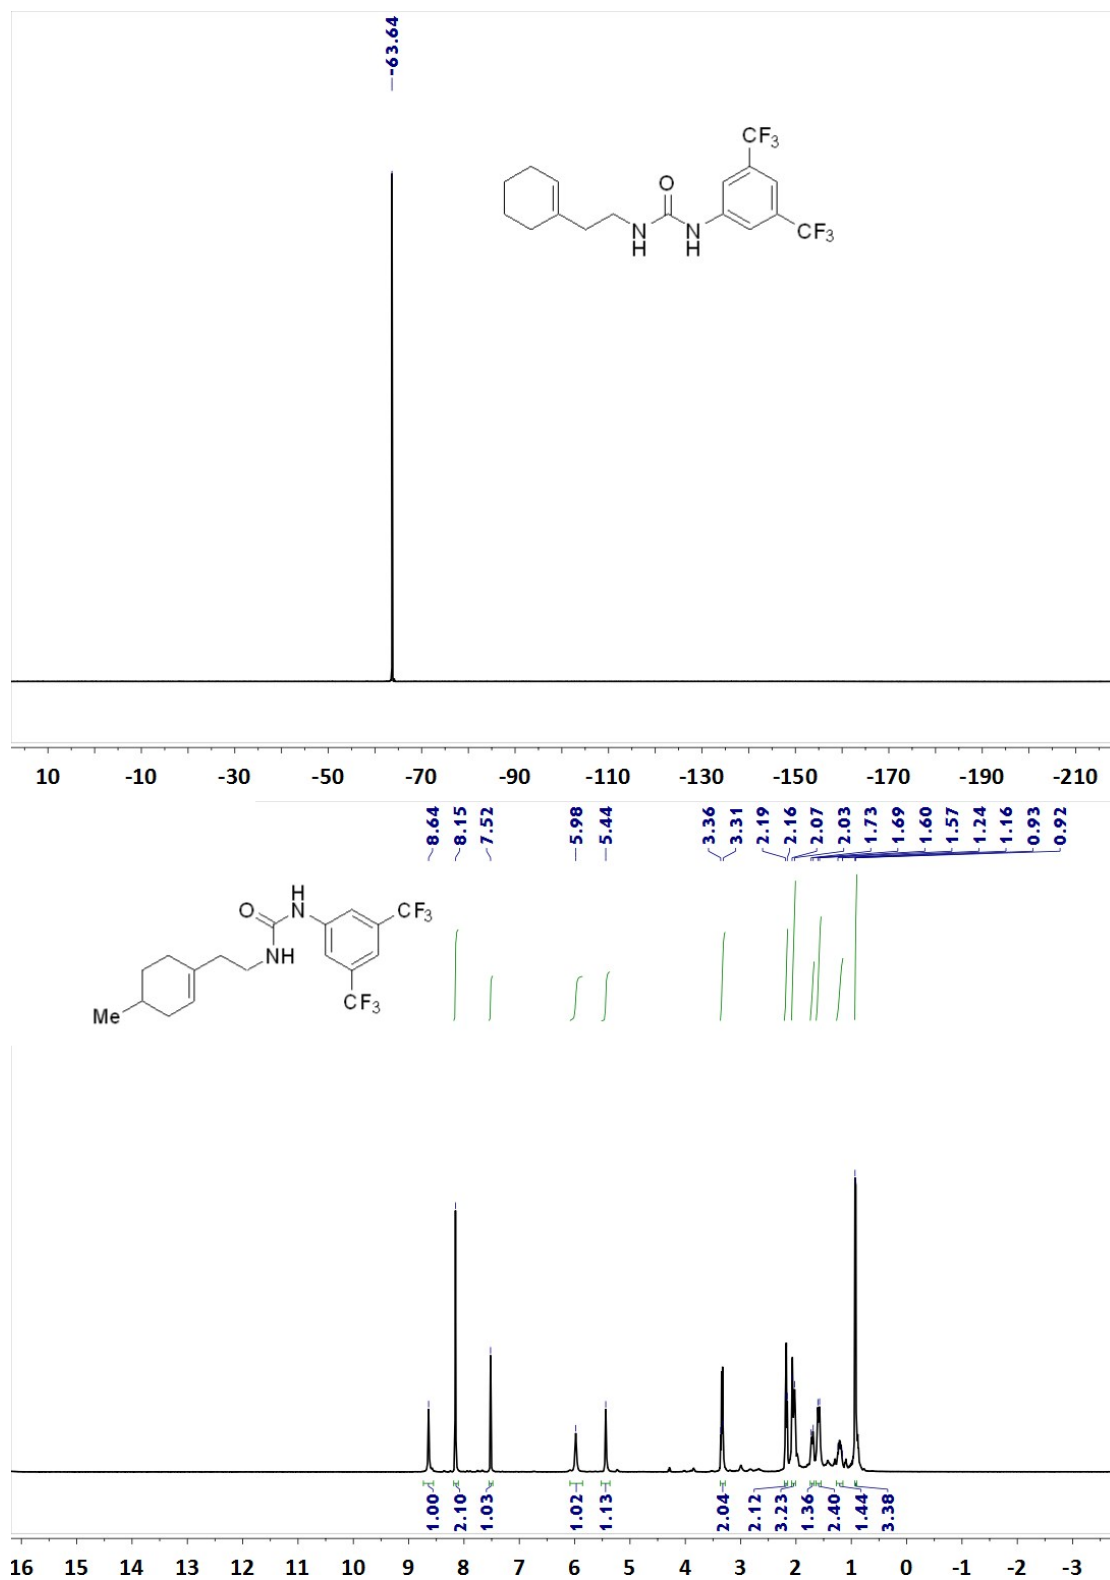 -63.64
CF3
O
N
H
N
H
CF3
10 -10 -30 -50 -70 -90 -110 -130 -150 -170 -190 -210
8.64 8.15 7.52 5.98 5.44 3.36 3.31 2.19 2.16 2.07 2.03 1.73 1.69 1.60 1.57 1.24 1.16 0.93 0.92
H
O N CF3
NH
CF3
Me
1.00 2.10 1.03 1.02 1.13 2.04 2.12 3.23 1.36 2.40 1.44 3.38
16 15 14 13 12 11 10 9 8 7 6 5 4 3 2 1 0 -1 -2 -3